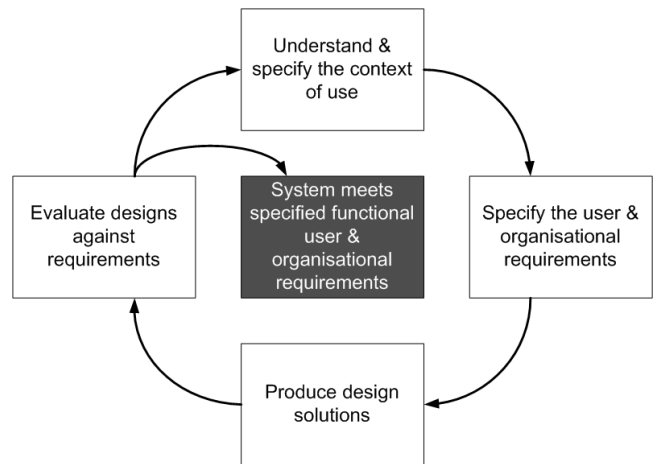 Understand &
specify the context
of use
Evaluate designs
against
requirements
System meets
specified functional
user &
organisational
requirements
Specify the user &
organisational
requirements
Produce design
solutions